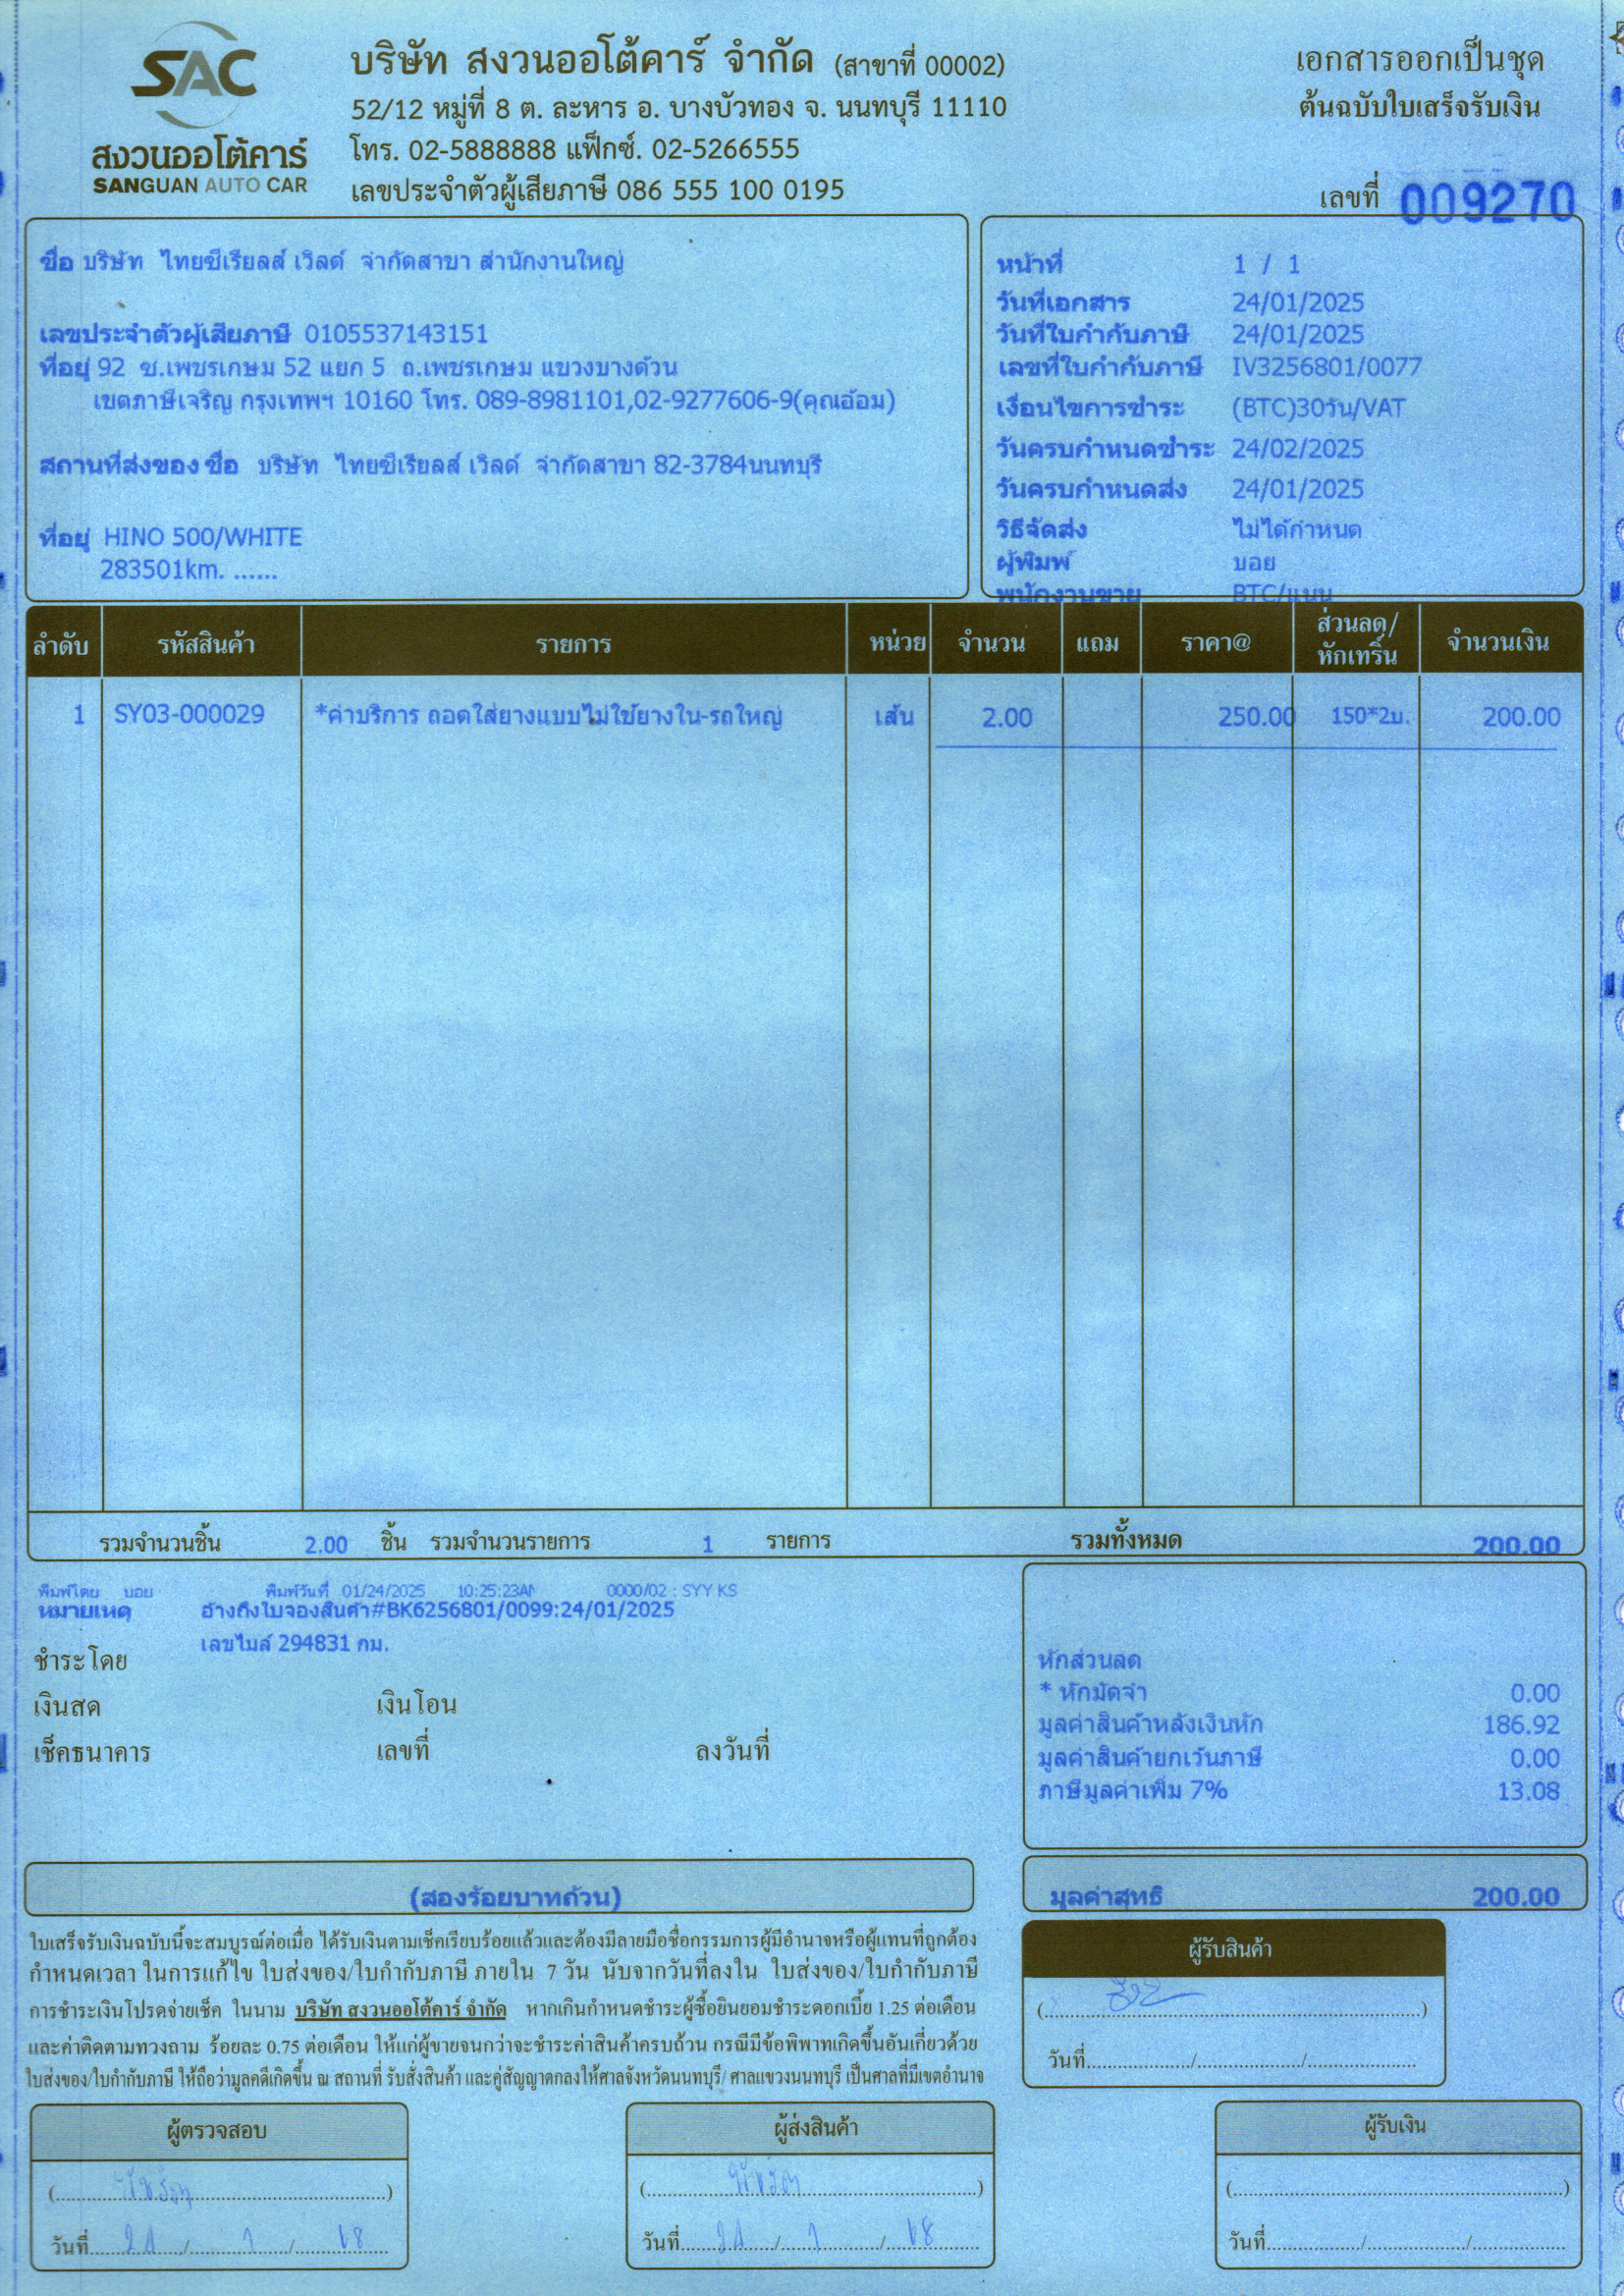 SAC
สงวนออโต้คาร์
SANGUAN AUTO CAR
บริษัท สงวนออโต้คาร์ จำกัด (สาขาที่ 00002)
52/12 หมู่ที่ 8 ต. ละหาร อ. บางบัวทอง จ. นนทบุรี 11110
โทร. 02-5888888 แฟ็กซ์. 02-5266555
เลขประจำตัวผู้เสียภาษี 086 555 100 0195
เอกสารออกเป็นชุด
ต้นฉบับใบเสร็จรับเงิน
เลขที่ 009270
ชื่อ บริษัท ไทยซีเรียลส์ เวิลด์ จำกัดสาขา สำนักงานใหญ่
เลขประจำตัวผู้เสียภาษี 0105537143151
ที่อยู่ 92 ซ.เพชรเกษม 52 แยก 5 ถ.เพชรเกษม แขวงบางด้วน
เขตภาษีเจริญ กรุงเทพฯ 10160 โทร. 089-8981101,02-9277606-9(คุณอ้อม)
สถานที่ส่งของ ชื่อ บริษัท ไทยซีเรียลส์ เวิลด์ จำกัดสาขา 82-3784นนทบุรี
ที่อยู่ HINO 500/WHITE
283501km. ......
หน้าที่ 1 / 1
วันที่เอกสาร 24/01/2025
วันที่ใบกำกับภาษี 24/01/2025
เลขที่ใบกำกับภาษี IV3256801/0077
เงื่อนไขการชำระ (BTC)30วัน/VAT
วันครบกำหนดชำระ 24/02/2025
วันครบกำหนดส่ง 24/01/2025
วิธีจัดส่ง ไม่ได้กำหนด
ผู้พิมพ์ บอย
พนักงานขาย BTC/แนน
ลำดับ รหัสสินค้า รายการ หน่วย จำนวน แถม ราคา@ ส่วนลด/หักเทริ์น จำนวนเงิน
1 SY03-000029 *ค่าบริการ ถอดใส่ยางแบบไม่ใช้ยางใน-รถใหญ่ เส้น 2.00 250.00 150*2บ. 200.00
รวมจำนวนชิ้น 2.00 ชิ้น รวมจำนวนรายการ 1 รายการ รวมทั้งหมด 200.00
พิมพ์โดย บอย พิมพ์วันที่ 01/24/2025 10:25:23AM 0000/02 : SYY KS
หมายเหตุ อ้างถึงใบจองสินค้า#BK6256801/0099:24/01/2025
เลขไมล์ 294831 กม.
ชำระโดย
เงินสด เงินโอน
เช็คธนาคาร เลขที่ ลงวันที่
หักส่วนลด
* หักมัดจำ 0.00
มูลค่าสินค้าหลังเงินหัก 186.92
มูลค่าสินค้ายกเว้นภาษี 0.00
ภาษีมูลค่าเพิ่ม 7% 13.08
(สองร้อยบาทถ้วน)
มูลค่าสุทธิ 200.00
ใบเสร็จรับเงินฉบับนี้จะสมบูรณ์ต่อเมื่อ ได้รับเงินตามเช็คเรียบร้อยแล้วและต้องมีลายมือชื่อกรรมการผู้มีอำนาจหรือผู้แทนที่ถูกต้อง
กำหนดเวลา ในการแก้ไข ใบส่งของ/ใบกำกับภาษี ภายใน 7 วัน นับจากวันที่ลงใน ใบส่งของ/ใบกำกับภาษี
การชำระเงินโปรดจ่ายเช็ค ในนาม บริษัท สงวนออโต้คาร์ จำกัด หากเกินกำหนดชำระผู้ซื้อยินยอมชำระดอกเบี้ย 1.25 ต่อเดือน
และค่าติดตามทวงถาม ร้อยละ 0.75 ต่อเดือน ให้แก่ผู้ขายจนกว่าจะชำระค่าสินค้าครบถ้วน กรณีมีข้อพิพาทเกิดขึ้นอันเกี่ยวด้วย
ใบส่งของ/ใบกำกับภาษี ให้ถือว่ามูลคดีเกิดขึ้น ณ สถานที่ รับสั่งสินค้า และคู่สัญญาตกลงให้ศาลจังหวัดนนทบุรี/ ศาลแขวงนนทบุรี เป็นศาลที่มีเขตอำนาจ
ผู้รับสินค้า
วันที่
ผู้ตรวจสอบ
วันที่ 24 / 1 / 68
ผู้ส่งสินค้า
วันที่ 24 / 1 / 68
ผู้รับเงิน
วันที่